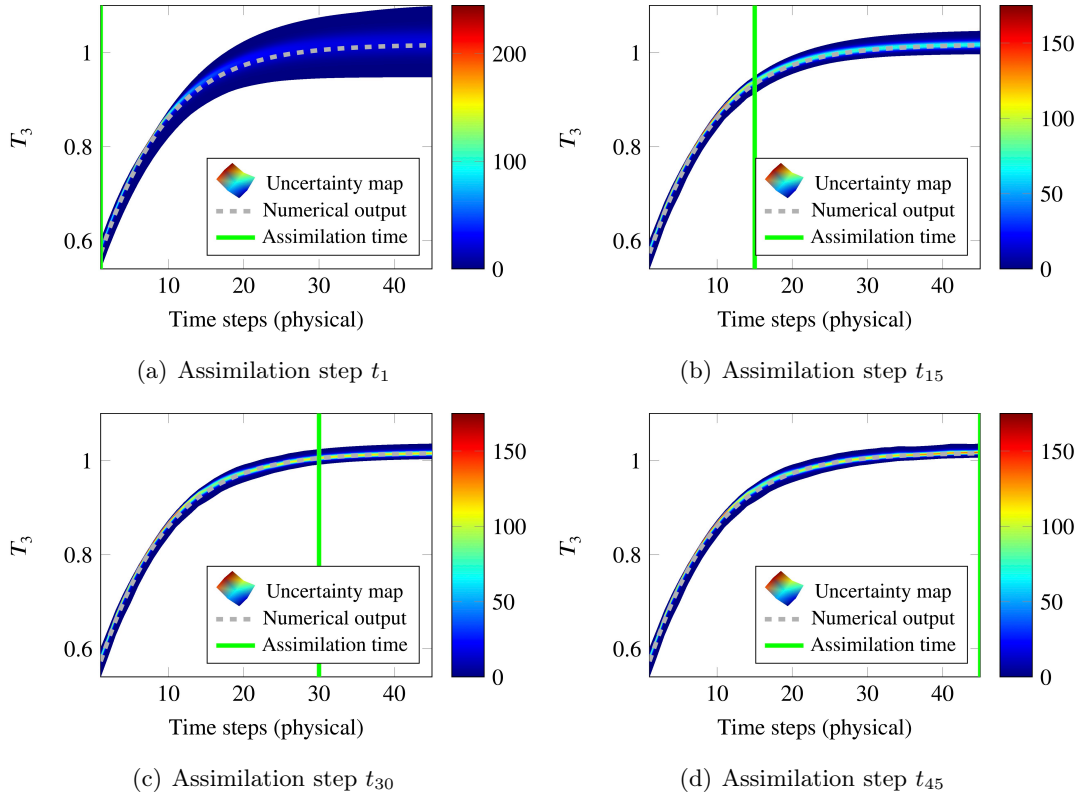 1
0.8
0.6
T3
10 20 30 40
Time steps (physical)
Uncertainty map
Numerical output
Assimilation time
200
100
0
(a) Assimilation step t1
1
0.8
0.6
T3
10 20 30 40
Time steps (physical)
Uncertainty map
Numerical output
Assimilation time
150
100
50
0
(b) Assimilation step t15
1
0.8
0.6
T3
10 20 30 40
Time steps (physical)
Uncertainty map
Numerical output
Assimilation time
150
100
50
0
(c) Assimilation step t30
1
0.8
0.6
T3
10 20 30 40
Time steps (physical)
Uncertainty map
Numerical output
Assimilation time
150
100
50
0
(d) Assimilation step t45